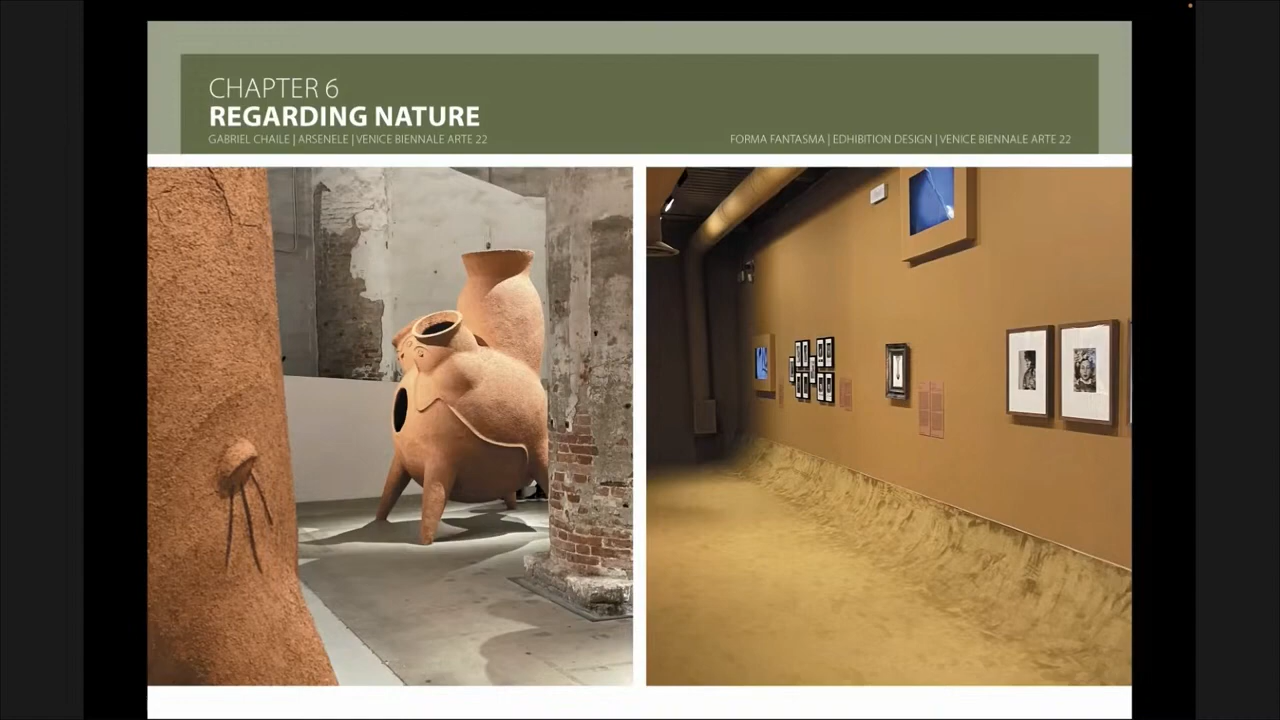 CHAPTER 6
REGARDING NATURE
GABRIEL CHAILE | ARSENELE | VENICE BIENNALE ARTE 22
FORMA FANTASMA | EDHIBITION DESIGN | VENICE BIENNALE ARTE 22